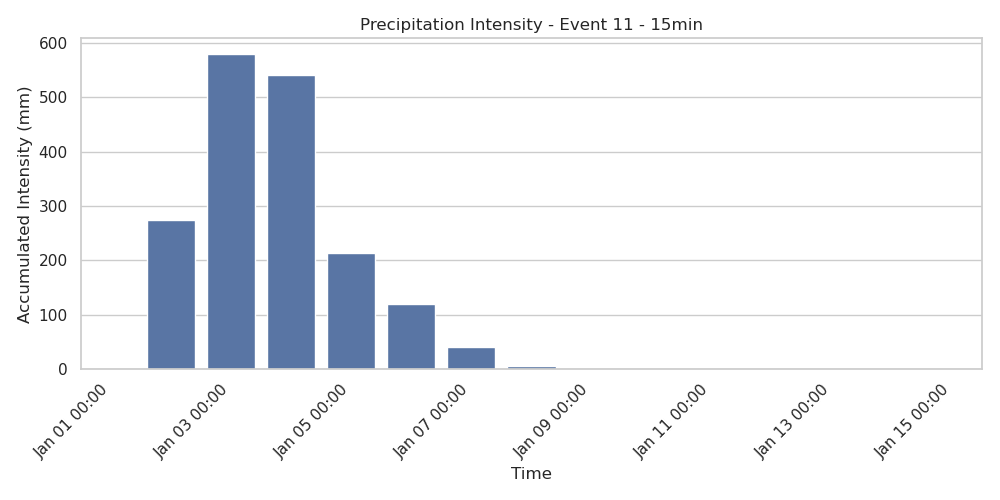 Precipitation Intensity - Event 11 - 15min
Accumulated Intensity (mm)
600
500
400
300
200
100
0
Jan 01 00:00
Jan 03 00:00
Jan 05 00:00
Jan 07 00:00
Jan 09 00:00
Jan 11 00:00
Jan 13 00:00
Jan 15 00:00
Time